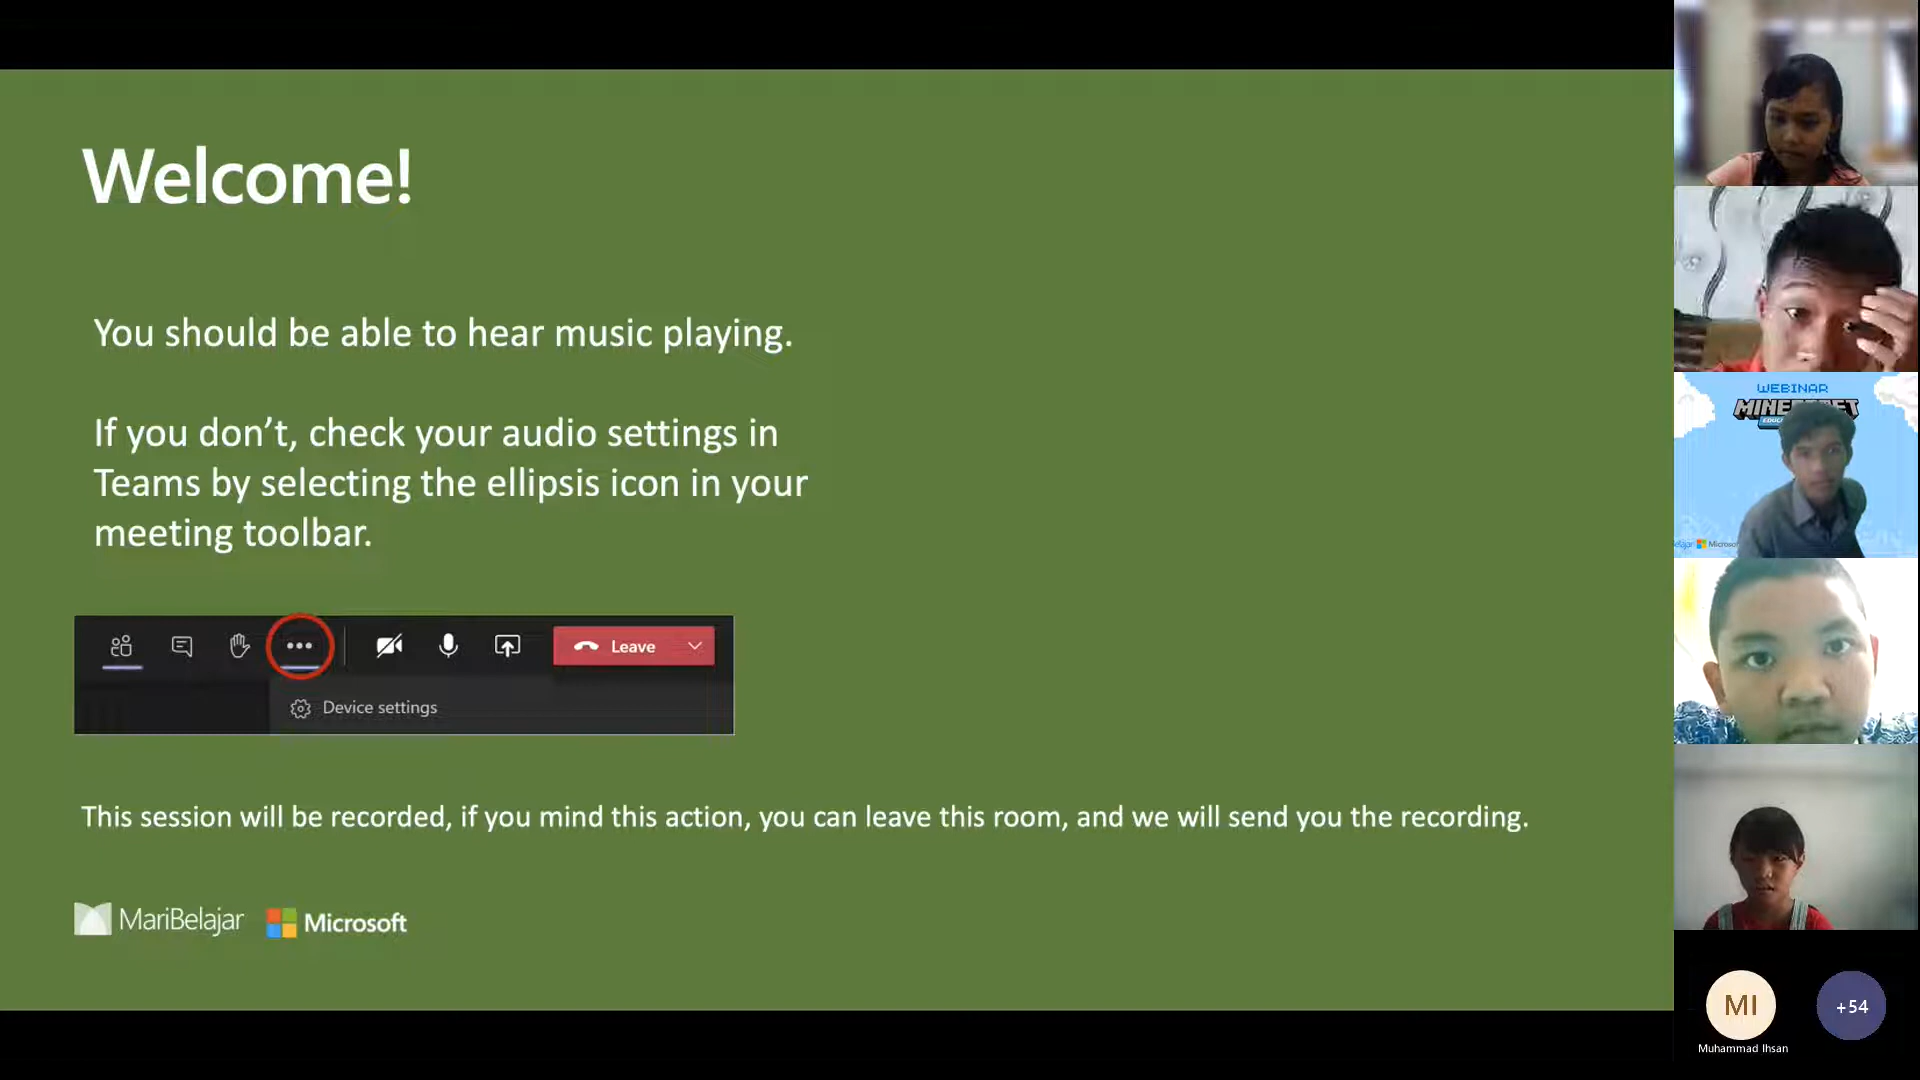 Welcome!
You should be able to hear music playing.
If you don’t, check your audio settings in
Teams by selecting the ellipsis icon in your
meeting toolbar.
Leave
Device settings
This session will be recorded, if you mind this action, you can leave this room, and we will send you the recording.
MariBelajar Microsoft
WEBINAR
MINECRAFT
Microsoft
MI
+54
Muhammad Ihsan